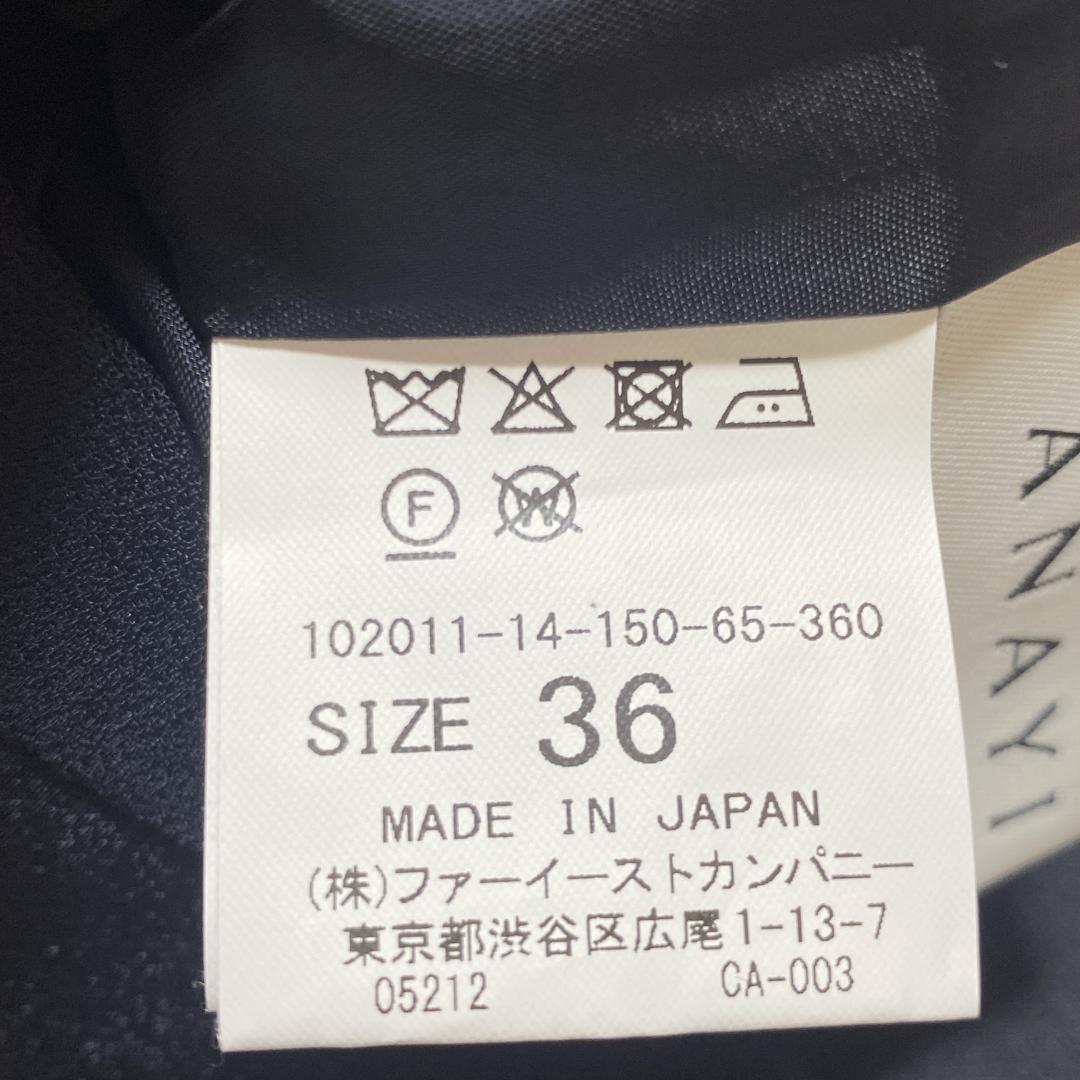 F W
102011-14-150-65-360
SIZE 36
MADE IN JAPAN
(株)ファーイーストカンパニー
東京都渋谷区広尾1-13-7
05212 CA-003
ANAYI